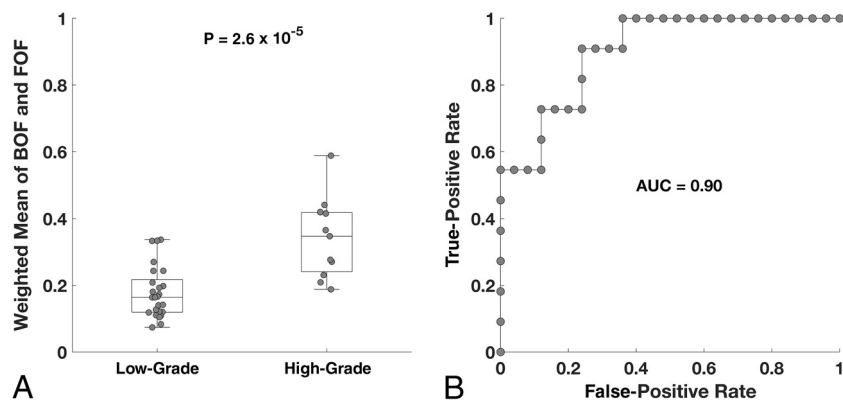 Weighted Mean of BOF and FOF
1
0.8
0.6
0.4
0.2
0
P = 2.6 x 10-5
Low-Grade
High-Grade
A
True-Positive Rate
1
0.8
0.6
0.4
0.2
0
AUC = 0.90
0
0.2
0.4
0.6
0.8
1
False-Positive Rate
B